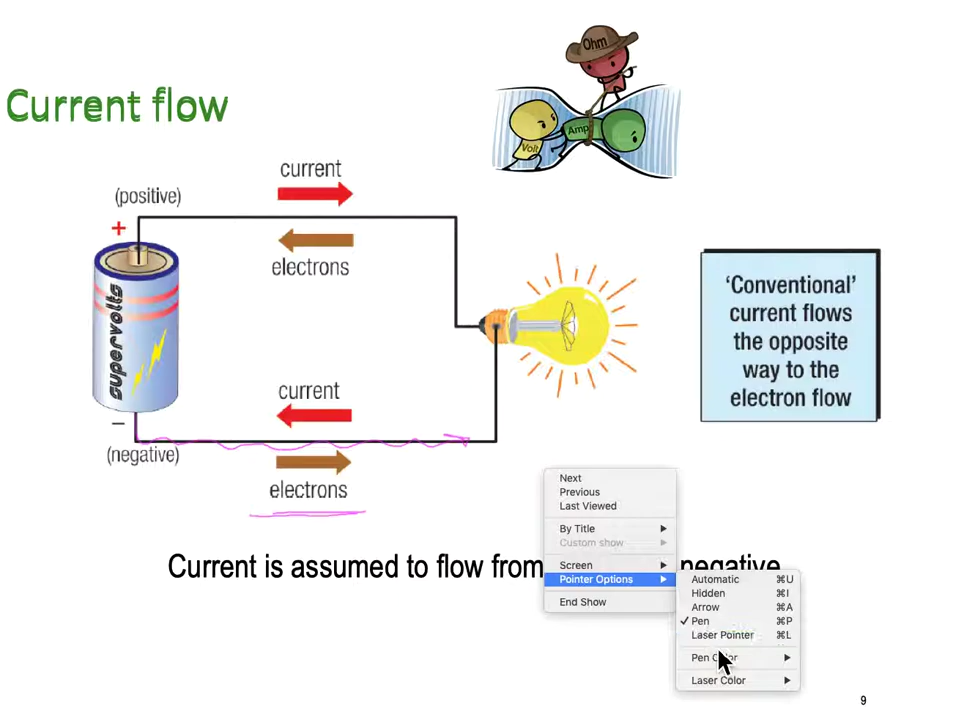 Current flow
Ohm
Volt
Amp
current
(positive)
+
electrons
supervolts
'Conventional'
current flows
the opposite
way to the
electron flow
current
−
(negative)
electrons
Current is assumed to flow from negative
Next
Previous
Last Viewed
By Title
Custom show
Screen
Pointer Options
End Show
Automatic ⌘U
Hidden ⌘I
Arrow ⌘A
✓ Pen ⌘P
Laser Pointer ⌘L
Pen Color
Laser Color
9